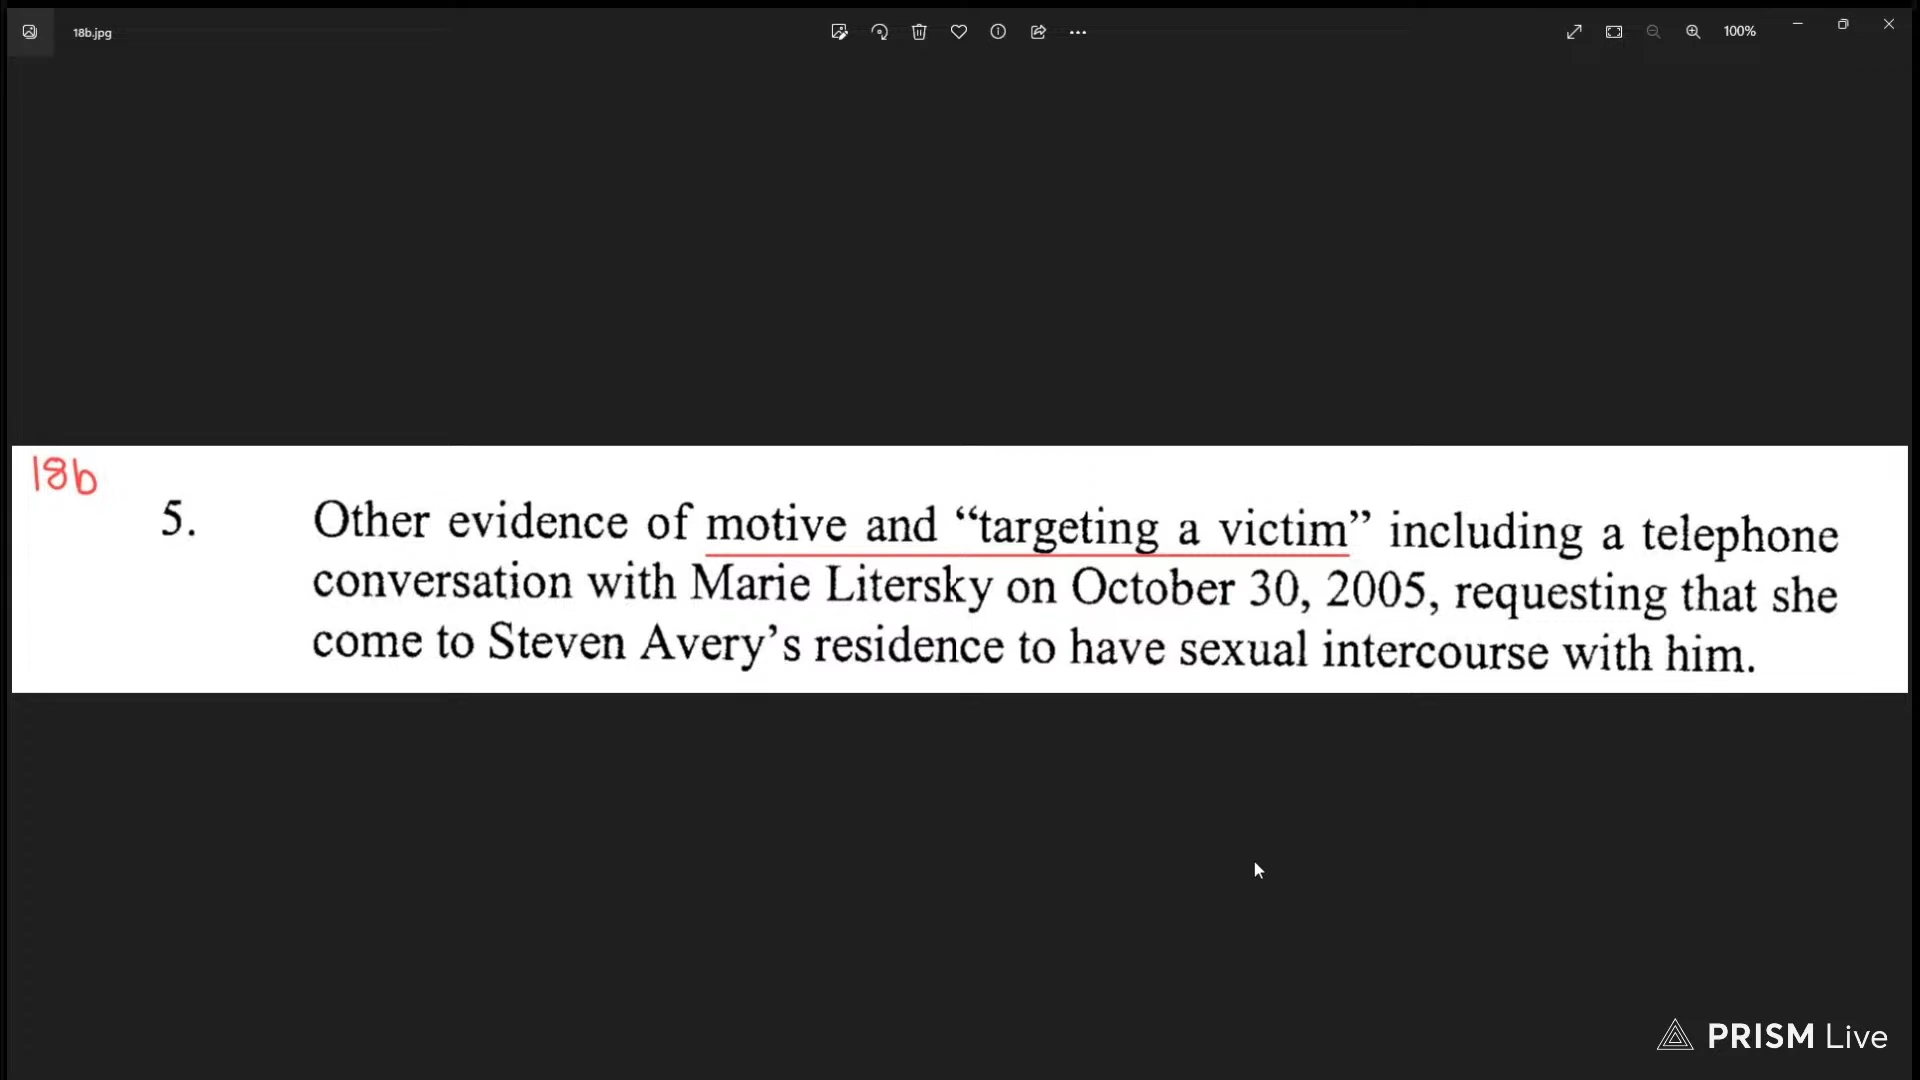 18b.jpg
100%
18b
5. Other evidence of motive and “targeting a victim” including a telephone
conversation with Marie Litersky on October 30, 2005, requesting that she
come to Steven Avery’s residence to have sexual intercourse with him.
PRISM Live